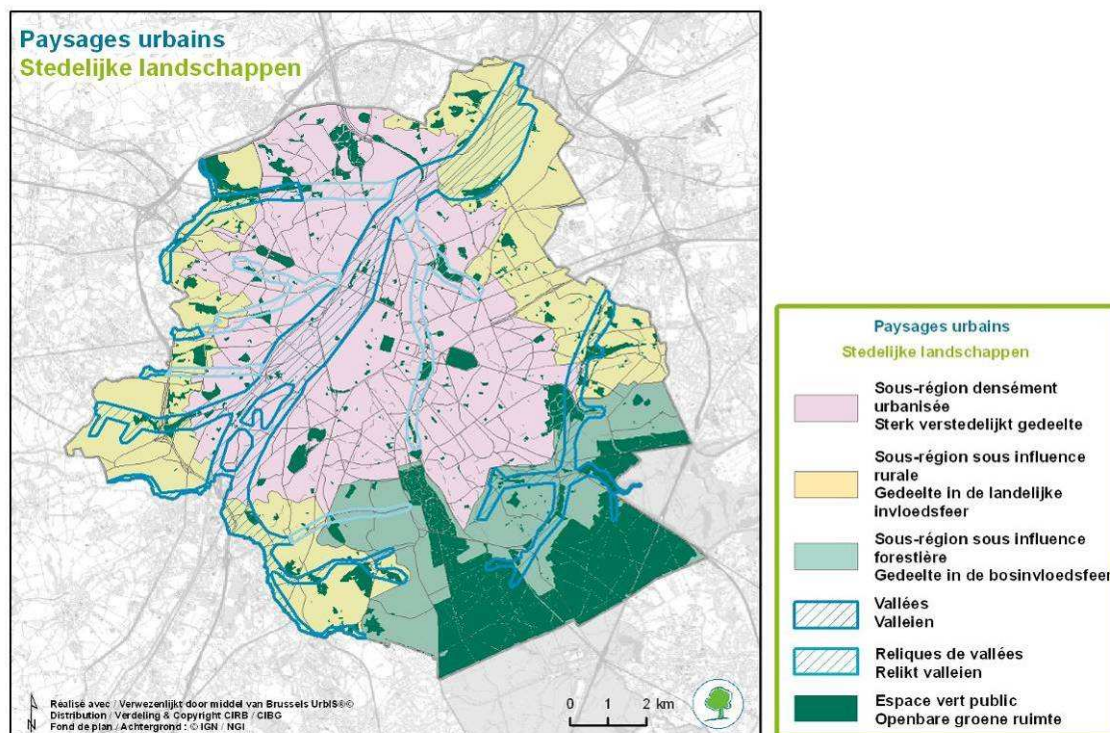 Paysages urbains
Stedelijke landschappen
Réalisé avec / Verwezenlijkt door middel van Brussels UrbIS®©
Distribution / Verdeling & Copyright CIRB / CIBG
Fond de plan / Achtergrond : © IGN / NGI
N
0 1 2 km
Paysages urbains
Stedelijke landschappen
Sous-région densément
urbanisée
Sterk verstedelijkt gedeelte
Sous-région sous influence
rurale
Gedeelte in de landelijke
invloedsfeer
Sous-région sous influence
forestière
Gedeelte in de bosinvloedsfeer
Vallées
Valleien
Reliques de vallées
Relikt valleien
Espace vert public
Openbare groene ruimte